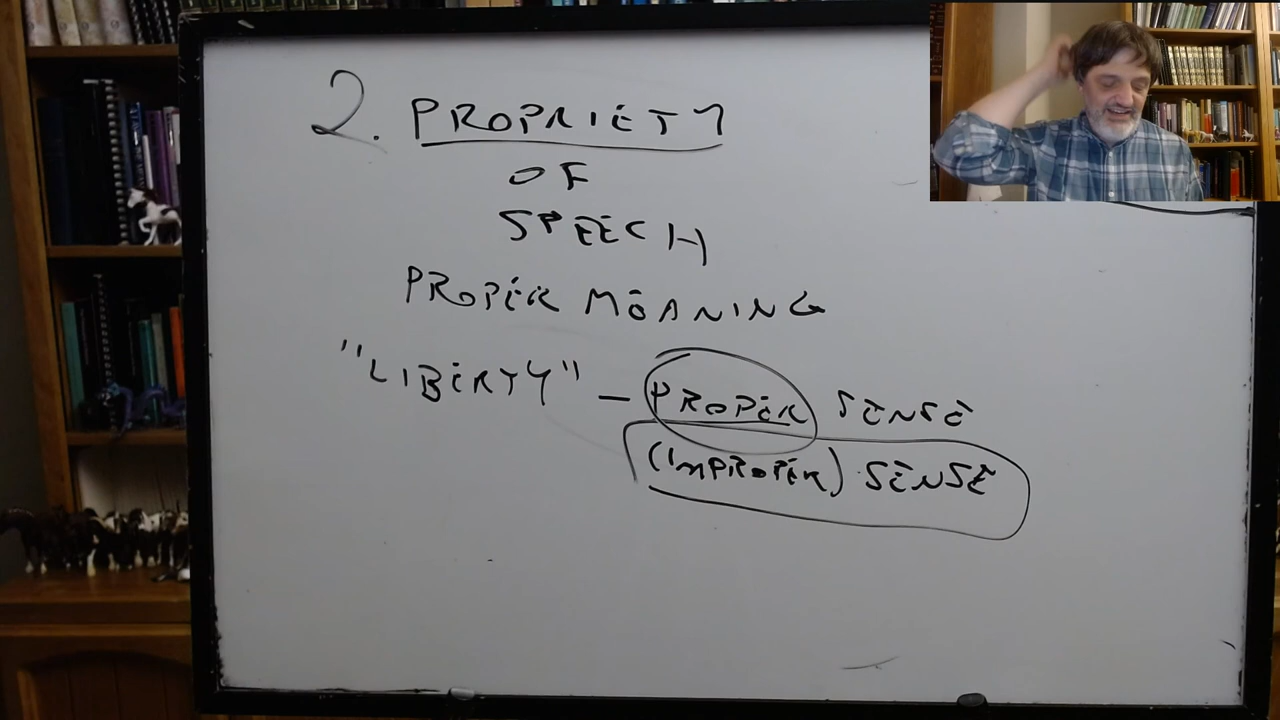 2. PROPRIETY
OF
SPEECH
PROPER MEANING
"LIBERTY" – PROPER SENSE
(IMPROPER) SENSE